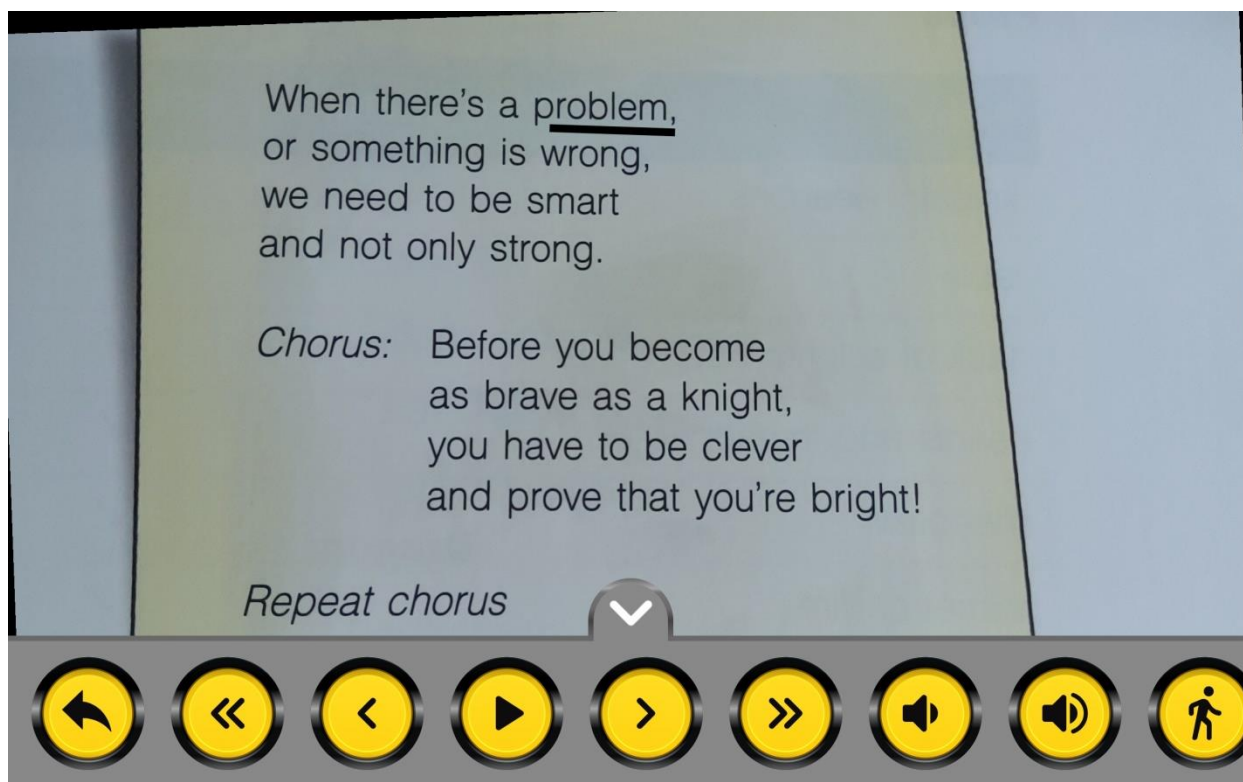 When there's a problem,
or something is wrong,
we need to be smart
and not only strong.
Chorus: Before you become
as brave as a knight,
you have to be clever
and prove that you're bright!
Repeat chorus